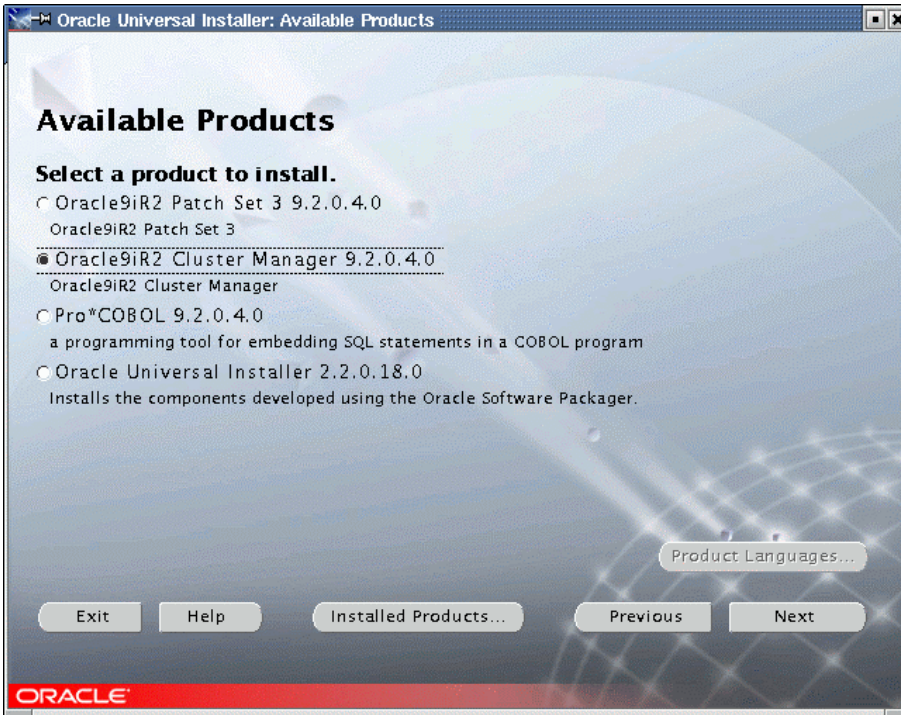 Oracle Universal Installer: Available Products
Available Products
Select a product to install.
Oracle9iR2 Patch Set 3 9.2.0.4.0
Oracle9iR2 Patch Set 3
Oracle9iR2 Cluster Manager 9.2.0.4.0
Oracle9iR2 Cluster Manager
Pro*COBOL 9.2.0.4.0
a programming tool for embedding SQL statements in a COBOL program
Oracle Universal Installer 2.2.0.18.0
Installs the components developed using the Oracle Software Packager.
Product Languages...
Exit Help Installed Products... Previous Next
ORACLE